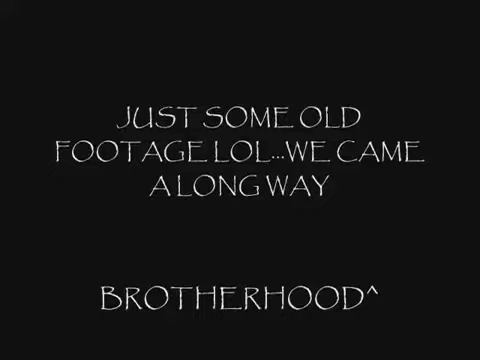 JUST SOME OLD
FOOTAGE LOL...WE CAME
A LONG WAY
BROTHERHOOD^